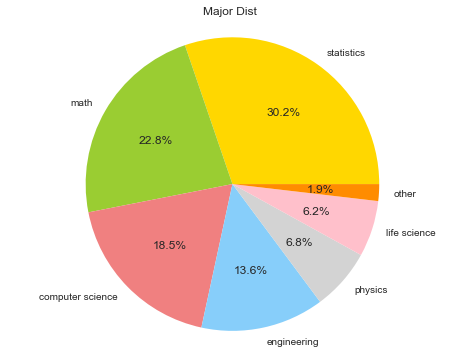 Major Dist
statistics
30.2%
math
22.8%
computer science
18.5%
engineering
13.6%
physics
6.8%
life science
6.2%
other
1.9%